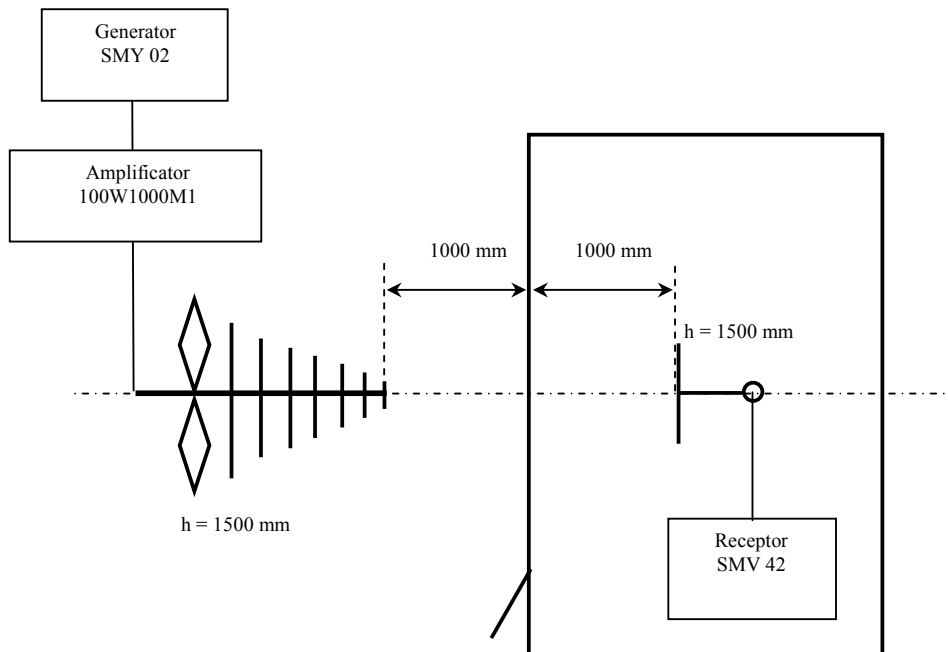 Generator
SMY 02
Amplificator
100W1000M1
1000 mm
1000 mm
h = 1500 mm
h = 1500 mm
Receptor
SMV 42